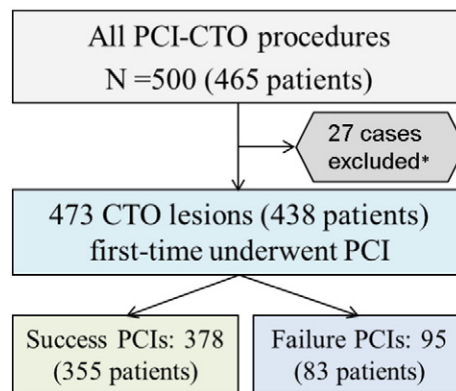 All PCI-CTO procedures
N =500 (465 patients)
27 cases
excluded*
473 CTO lesions (438 patients)
first-time underwent PCI
Success PCIs: 378
(355 patients)
Failure PCIs: 95
(83 patients)